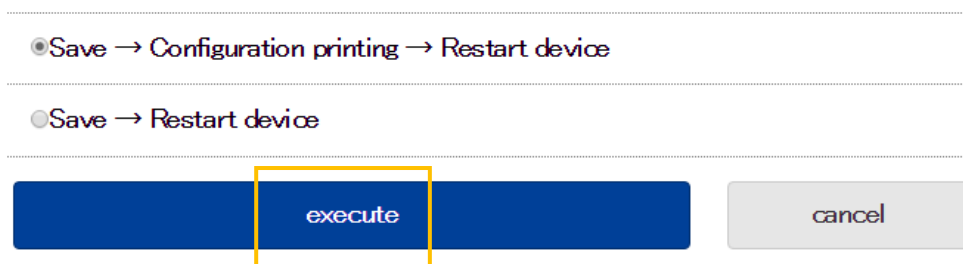 Save → Configuration printing → Restart device
Save → Restart device
execute
cancel